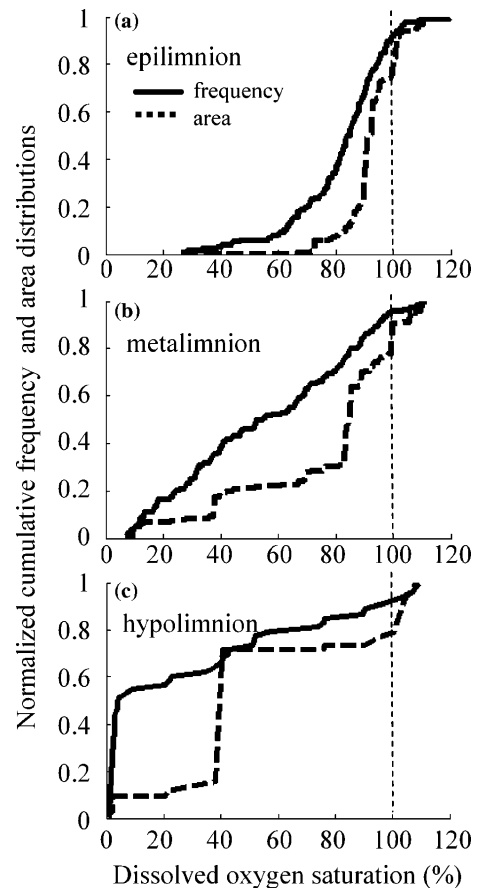 Normalized cumulative frequency and area distributions
(a)
epilimnion
frequency
area
1
0.8
0.6
0.4
0.2
0
0 20 40 60 80 100 120
(b)
metalimnion
1
0.8
0.6
0.4
0.2
0
0 20 40 60 80 100 120
(c)
hypolimnion
1
0.8
0.6
0.4
0.2
0
0 20 40 60 80 100 120
Dissolved oxygen saturation (%)